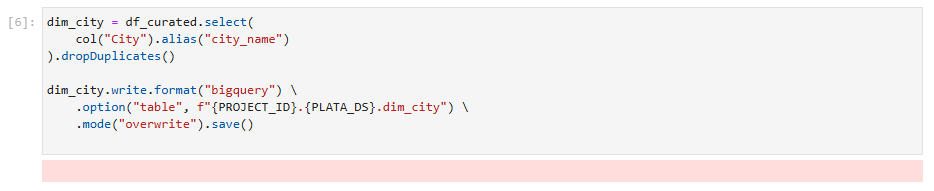 [6]:
dim_city = df_curated.select(
    col("City").alias("city_name")
).dropDuplicates()

dim_city.write.format("bigquery") \
    .option("table", f"{PROJECT_ID}.{PLATA_DS}.dim_city") \
    .mode("overwrite").save()